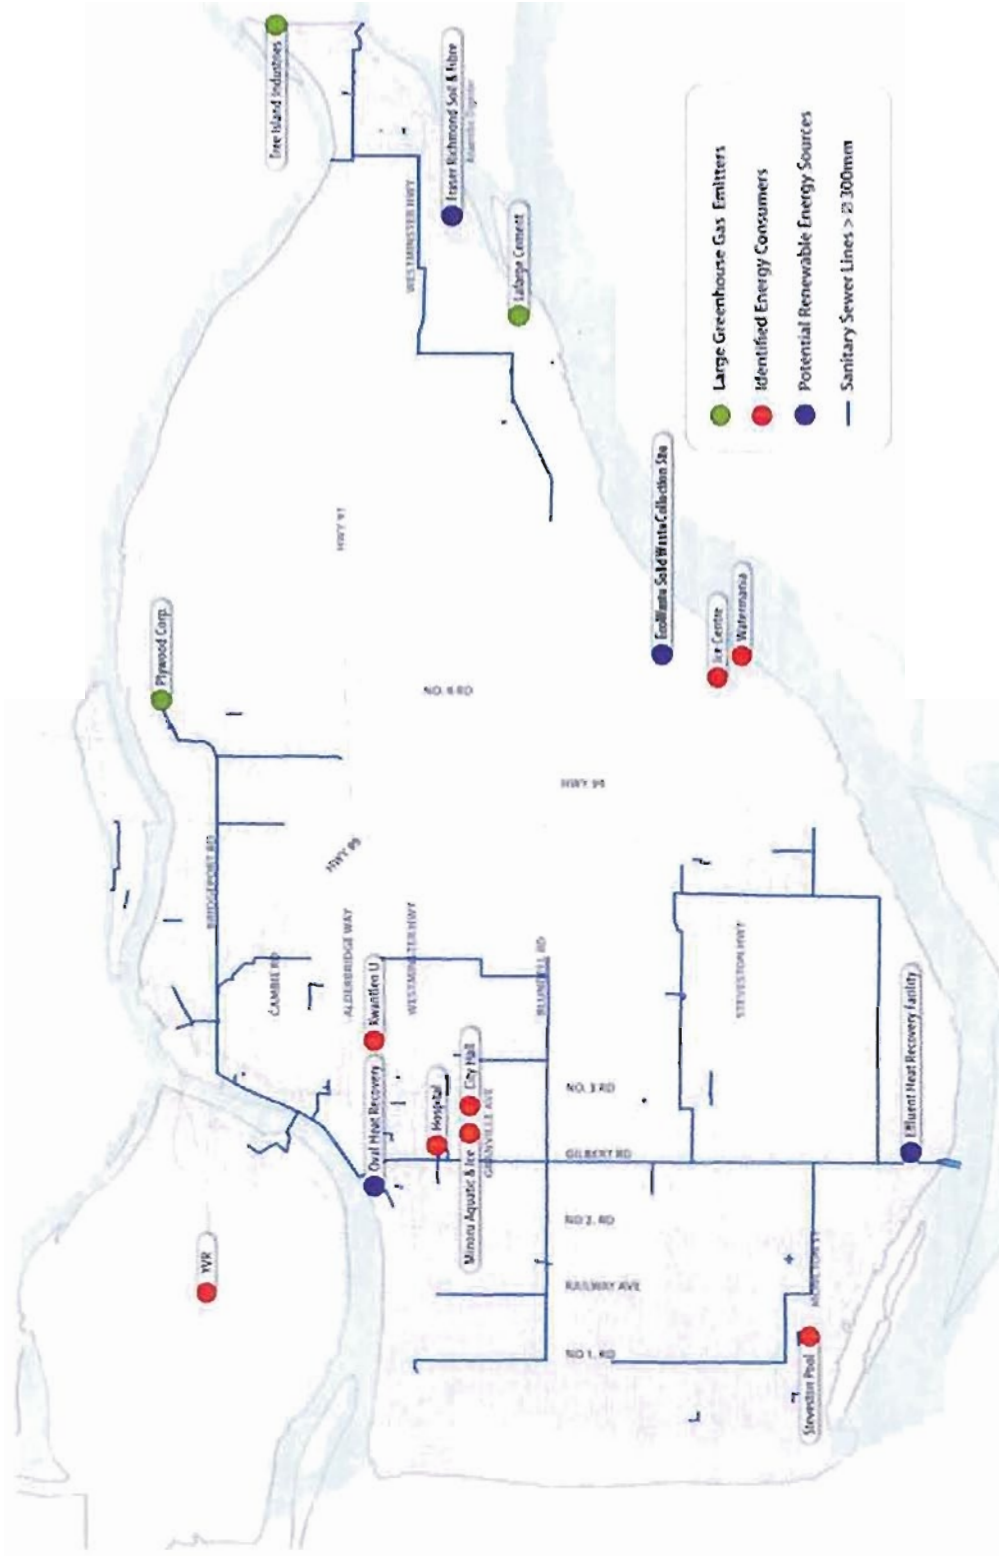 Tree Island Industries
Fraser Richmond Soil & Fibre
Anaerobic Digester
WESTMINSTER HWY
Lafarge Cement
HWY 91
Plywood Corp.
NO. 6 RD
EcoWaste Solid Waste Collection Site
Ice Centre
Watermania
BRIDGEPORT RD
HWY 99
HWY 99
CAMBIE RD
ALDERBRIDGE WAY
WESTMINSTER HWY
BLUNDELL RD
STEVESTON HWY
Kwantlen U
Oval Heat Recovery
Hospital
City Hall
Minoru Aquatic & Ice
GRANVILLE AVE
NO. 3 RD
GILBERT RD
NO 2. RD
RAILWAY AVE
NO 1. RD
MONCTON ST
YVR
Steveston Pool
Effluent Heat Recovery Facility
Large Greenhouse Gas Emitters
Identified Energy Consumers
Potential Renewable Energy Sources
Sanitary Sewer Lines > Ø 300mm